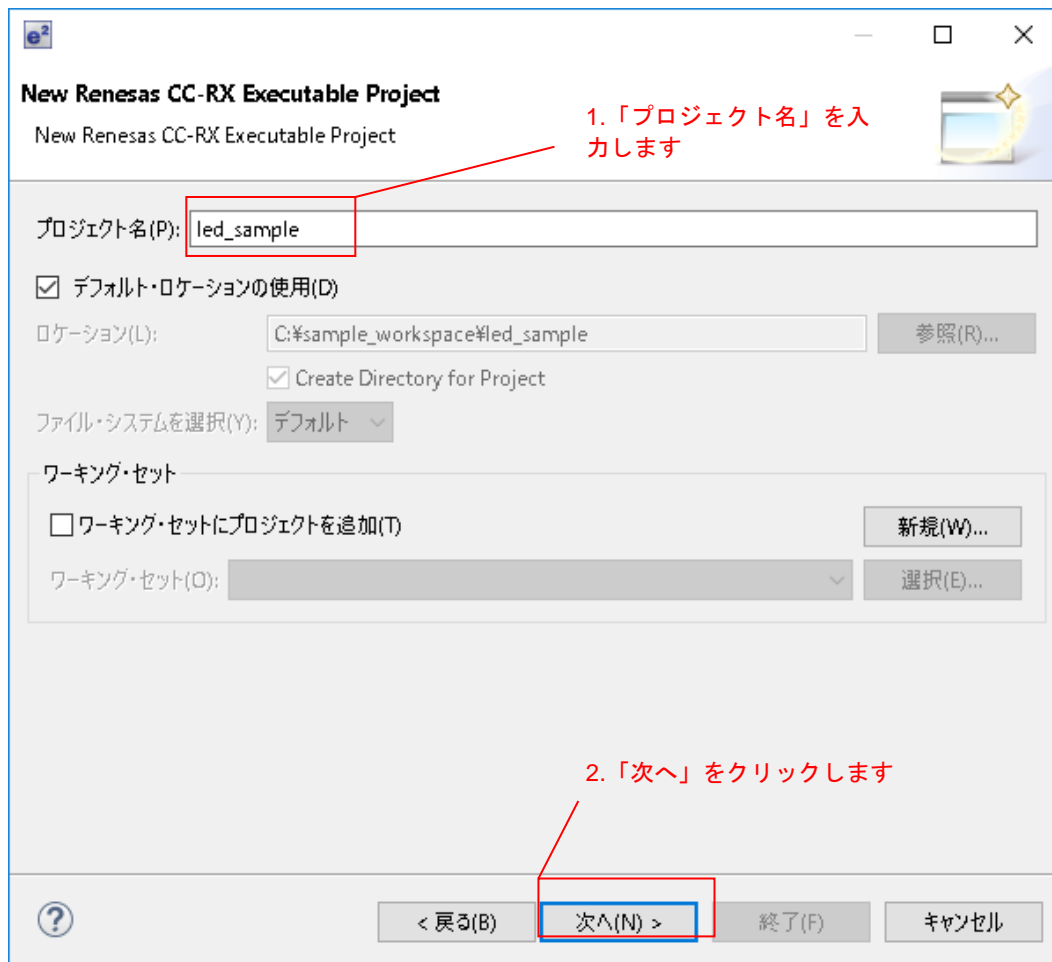 e²
New Renesas CC-RX Executable Project
New Renesas CC-RX Executable Project
1.「プロジェクト名」を入
力します
プロジェクト名(P): led_sample
デフォルト・ロケーションの使用(D)
ロケーション(L): C:¥sample_workspace¥led_sample 参照(R)...
Create Directory for Project
ファイル・システムを選択(Y): デフォルト
ワーキング・セット
ワーキング・セットにプロジェクトを追加(T) 新規(W)...
ワーキング・セット(O): 選択(E)...
2.「次へ」をクリックします
? < 戻る(B) 次へ(N) > 終了(F) キャンセル